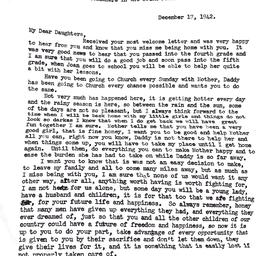 December 17, 1942.
My Dear Daughters,
Received your most welcome letter and was very happy
to hear from you and know that you miss me being home with you. It
was very good news to hear that you passed into the fourth grade and
I am sure that you will do a good job and soon pass into the fifth
grade, when Joan goes to school you will be able to help her quite
a bit with her lessons.
Have you been going to Church every Sunday with Mother, Daddy
has been going to Church every chance possible and wants you to do
the same.
Not very much has happened here, it is getting hotter every day
and the rainy season is here, so between the rain and the sun, some
of the days are not so pleasant, but I always think forward to the
time when I will be back home with my little girls and things do not
look so darker I know that when I do get back we will have great
fun together I am sure. Mother tells me that you have been a very
good girl, that is fine honey, I want you to be good and help mother
all you can, right now you know, Daddy is not there to help Mother
when things some up, you will have to take my place until I get home
again. Until then, do everything you can to make Mother happy and to
ease the burden she has had to take on while Daddy is so far away.
I want you to know that is was not an easy decision to make,
to leave my family and all to come many miles away, but as much as
I miss being with you, I am sure that none of us would want it any
other way, after all, anything worth having is worth fighting for,
I am not here for us alone, but some day you will be a young lady,
have a husband and children, it is for that too that we are fighting
for, for your future life and happiness. So always remember, honey
that many men have given up everything they had, and everything they
ever dreamed of, just so that you and all the other children of our
country could have a future of freedom and happiness, so now it is
up to you to do your part, take advantage of every opportunity that
is given to you by their sacrifice and don't let them down, they
give their lives for it, and it is something that is easily lost if
not properly taken care of.